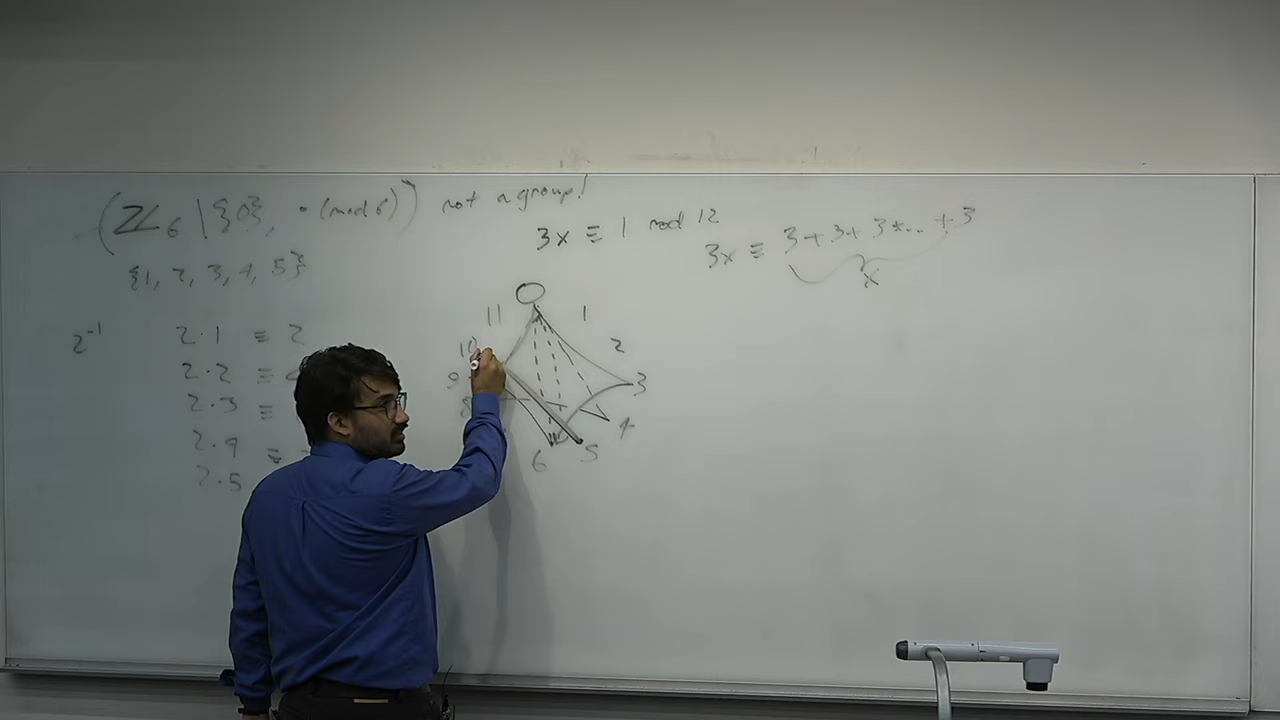 (ℤ₆ | {0}, • (mod 6)) not a group!
{1, 2, 3, 4, 5}
2⁻¹
2·1 ≡ 2
2·2 ≡
2·3 ≡
2·4 ≡
2·5
3x ≡ 1 mod 12
3x ≡ 3+3+3+...+3
x
0
11 1
10 2
9 3
8 4
6 5